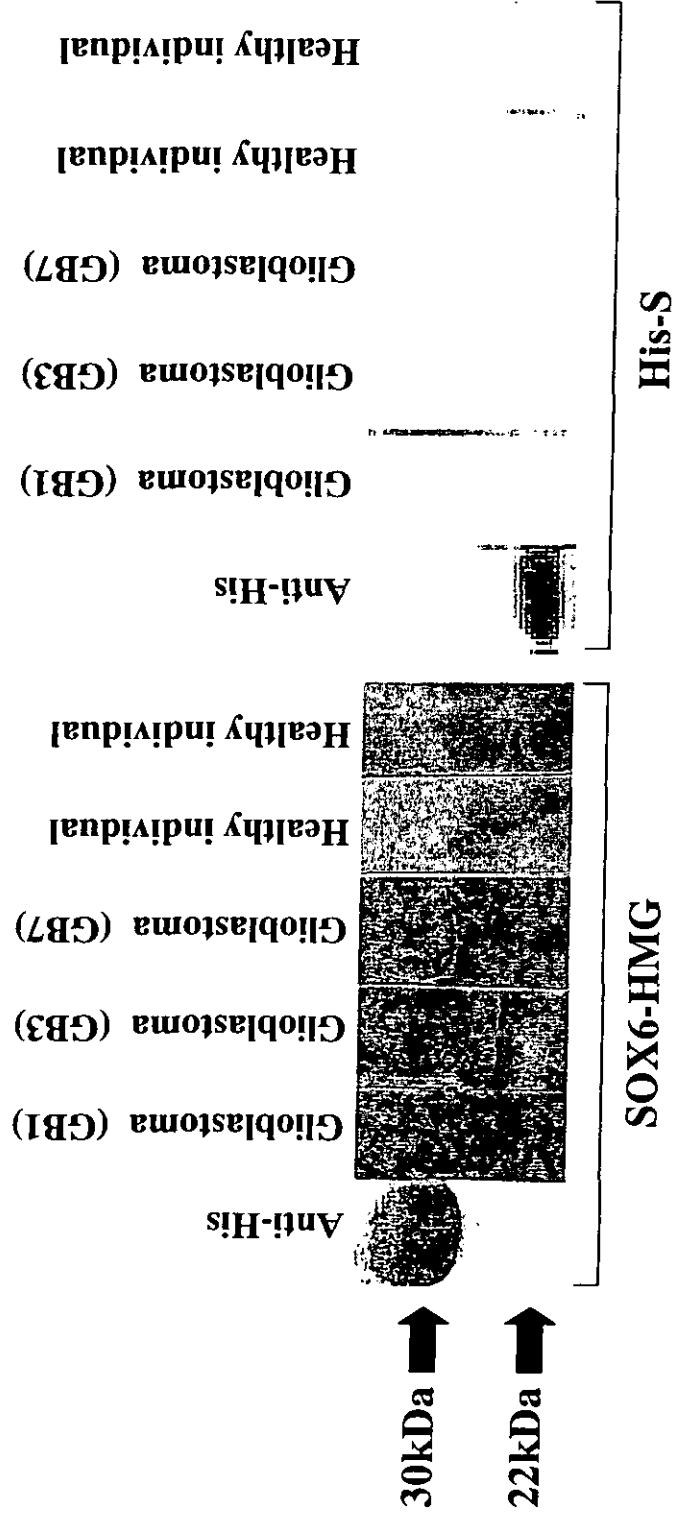 Anti-His
Glioblastoma (GB1)
Glioblastoma (GB3)
Glioblastoma (GB7)
Healthy individual
Healthy individual
Anti-His
Glioblastoma (GB1)
Glioblastoma (GB3)
Glioblastoma (GB7)
Healthy individual
Healthy individual
30kDa
22kDa
SOX6-HMG
His-S